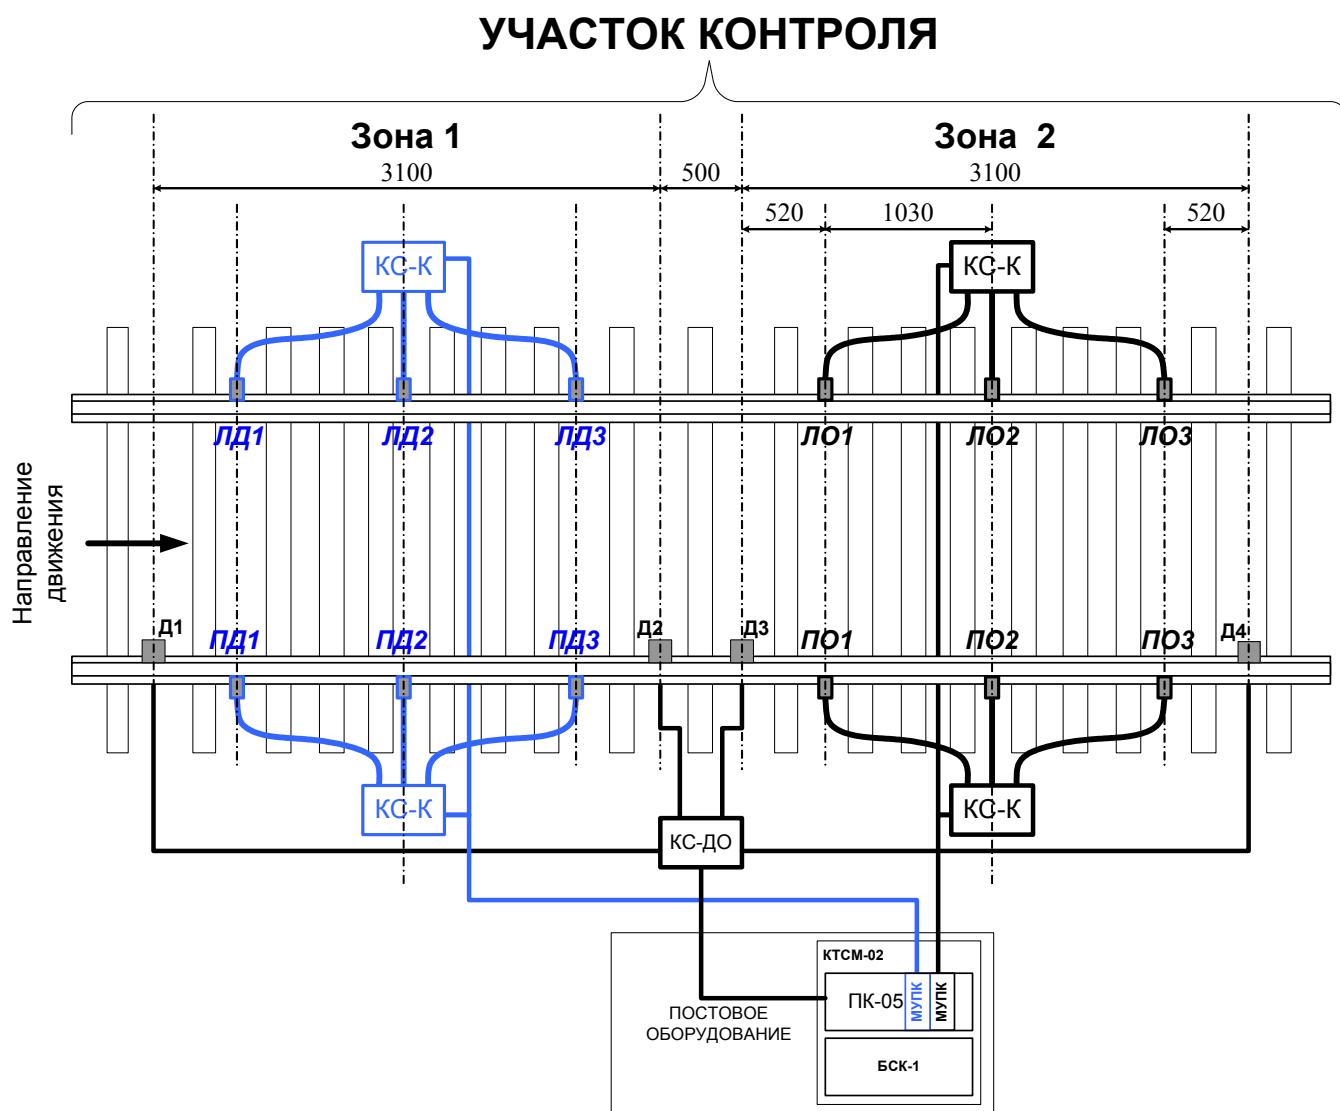 УЧАСТОК КОНТРОЛЯ
Зона 1
Зона 2
3100
500
3100
520
1030
520
КС-К
КС-К
ЛД1
ЛД2
ЛД3
ЛО1
ЛО2
ЛО3
Направление
движения
Д1
ПД1
ПД2
ПД3
Д2
Д3
ПО1
ПО2
ПО3
Д4
КС-К
КС-К
КС-ДО
КТСМ-02
ПК-05
МУПК
МУПК
ПОСТОВОЕ
ОБОРУДОВАНИЕ
БСК-1